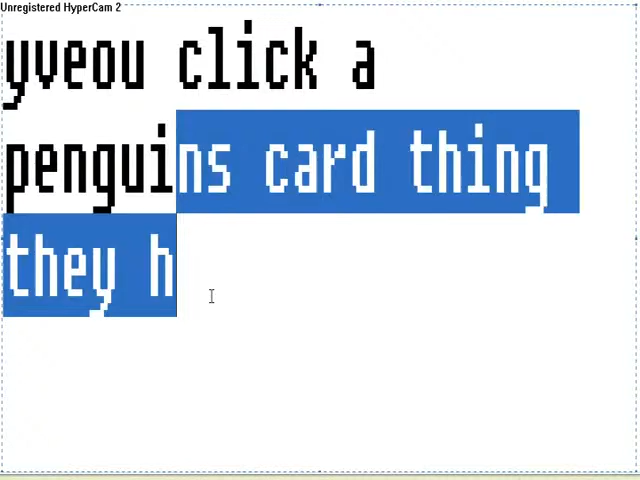 Unregistered HyperCam 2
yveou click a
penguins card thing
they h